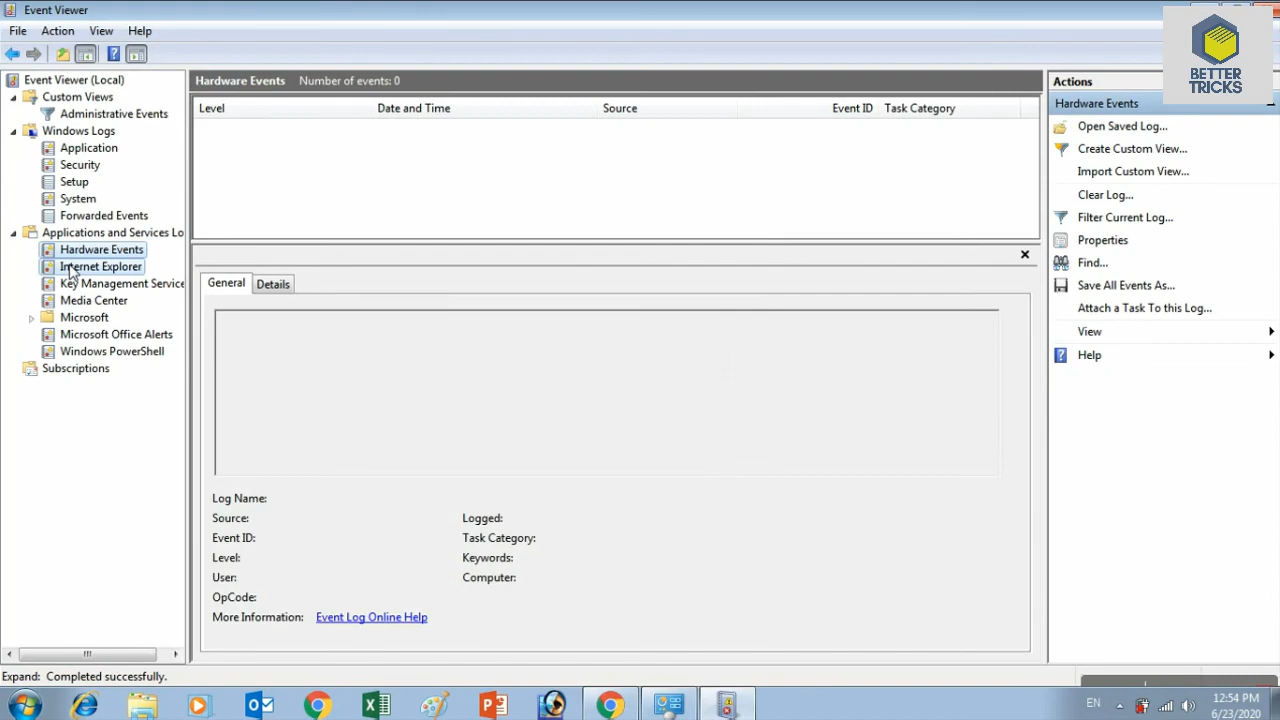 Event Viewer
File Action View Help
BETTER
TRICKS
Event Viewer (Local)
Custom Views
Administrative Events
Windows Logs
Application
Security
Setup
System
Forwarded Events
Applications and Services Lo
Hardware Events
Internet Explorer
Key Management Service
Media Center
Microsoft
Microsoft Office Alerts
Windows PowerShell
Subscriptions
Hardware Events Number of events: 0
Level Date and Time Source Event ID Task Category
General Details
Log Name:
Source: Logged:
Event ID: Task Category:
Level: Keywords:
User: Computer:
OpCode:
More Information: Event Log Online Help
Actions
Hardware Events
Open Saved Log...
Create Custom View...
Import Custom View...
Clear Log...
Filter Current Log...
Properties
Find...
Save All Events As...
Attach a Task To this Log...
View
Help
Expand: Completed successfully.
EN
12:54 PM
6/23/2020